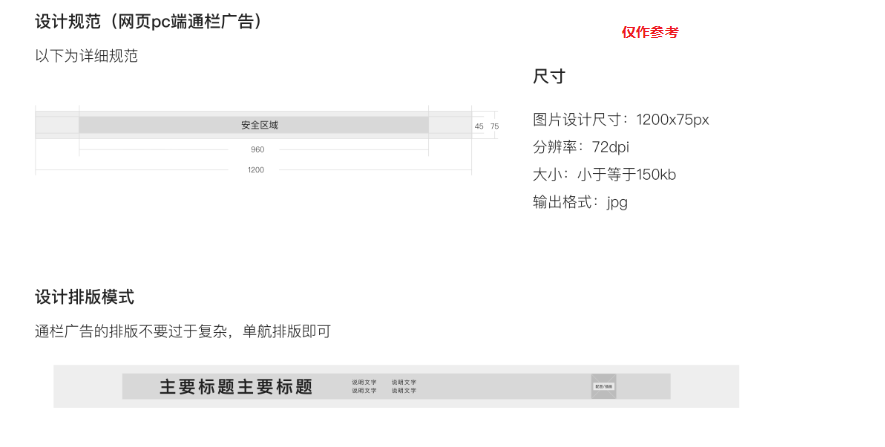 设计规范（网页pc端通栏广告）
仅作参考
以下为详细规范
尺寸
安全区域
45
75
960
1200
图片设计尺寸：1200x75px
分辨率：72dpi
大小：小于等于150kb
输出格式：jpg
设计排版模式
通栏广告的排版不要过于复杂，单航排版即可
主要标题主要标题
说明文字 说明文字
说明文字 说明文字